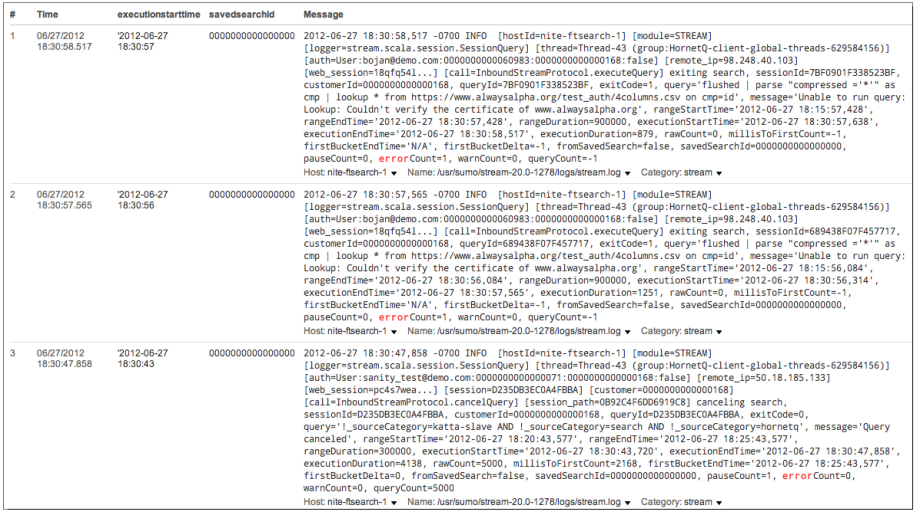 # Time executionstarttime savedsearchid Message
1 06/27/2012 18:30:58.517 '2012-06-27 18:30:57 0000000000000000 2012-06-27 18:30:58,517 -0700 INFO [hostId=nite-ftsearch-1] [module=STREAM]
[logger=stream.scala.session.SessionQuery] [thread=Thread-43 (group:HornetQ-client-global-threads-629584156)]
[auth=User:bojan@demo.com:0000000000060983:0000000000000168:false] [remote_ip=98.248.40.103]
[web_session=18qfq54l...] [call=InboundStreamProtocol.executeQuery] exiting search, sessionId=7BF0901F338523BF,
customerId=0000000000000168, queryId=7BF0901F338523BF, exitCode=1, query='flushed | parse "compressed ='*'" as
cmp | lookup * from https://www.alwaysalpha.org/test_auth/4columns.csv on cmp=id', message='Unable to run query:
Lookup: Couldn't verify the certificate of www.alwaysalpha.org', rangeStartTime='2012-06-27 18:15:57,428',
rangeEndTime='2012-06-27 18:30:57,428', rangeDuration=900000, executionStartTime='2012-06-27 18:30:57,638',
executionEndTime='2012-06-27 18:30:58,517', executionDuration=879, rawCount=0, millisToFirstCount=-1,
firstBucketEndTime='N/A', firstBucketDelta=-1, fromSavedSearch=false, savedSearchId=0000000000000000,
pauseCount=0, errorCount=1, warnCount=0, queryCount=-1
Host: nite-ftsearch-1 Name: /usr/sumo/stream-20.0-1278/logs/stream.log Category: stream
2 06/27/2012 18:30:57.565 '2012-06-27 18:30:56 0000000000000000 2012-06-27 18:30:57,565 -0700 INFO [hostId=nite-ftsearch-1] [module=STREAM]
[logger=stream.scala.session.SessionQuery] [thread=Thread-43 (group:HornetQ-client-global-threads-629584156)]
[auth=User:bojan@demo.com:0000000000060983:0000000000000168:false] [remote_ip=98.248.40.103]
[web_session=18qfq54l...] [call=InboundStreamProtocol.executeQuery] exiting search, sessionId=689438F07F457717,
customerId=0000000000000168, queryId=689438F07F457717, exitCode=1, query='flushed | parse "compressed ='*'" as
cmp | lookup * from https://www.alwaysalpha.org/test_auth/4columns.csv on cmp=id', message='Unable to run query:
Lookup: Couldn't verify the certificate of www.alwaysalpha.org', rangeStartTime='2012-06-27 18:15:56,084',
rangeEndTime='2012-06-27 18:30:56,084', rangeDuration=900000, executionStartTime='2012-06-27 18:30:56,314',
executionEndTime='2012-06-27 18:30:57,565', executionDuration=1251, rawCount=0, millisToFirstCount=-1,
firstBucketEndTime='N/A', firstBucketDelta=-1, fromSavedSearch=false, savedSearchId=0000000000000000,
pauseCount=0, errorCount=1, warnCount=0, queryCount=-1
Host: nite-ftsearch-1 Name: /usr/sumo/stream-20.0-1278/logs/stream.log Category: stream
3 06/27/2012 18:30:47.858 '2012-06-27 18:30:43 0000000000000000 2012-06-27 18:30:47,858 -0700 INFO [hostId=nite-ftsearch-1] [module=STREAM]
[logger=stream.scala.session.SessionQuery] [thread=Thread-43 (group:HornetQ-client-global-threads-629584156)]
[auth=User:sanity_test@demo.com:0000000000000071:0000000000000168:false] [remote_ip=50.18.185.133]
[web_session=pc4s7wea...] [session=D235DB3EC0A4FBBA] [customer=0000000000000168]
[call=InboundStreamProtocol.cancelQuery] [session_path=0B92C4F6DD6919C8] canceling search,
sessionId=D235DB3EC0A4FBBA, customerId=0000000000000168, queryId=D235DB3EC0A4FBBA, exitCode=0,
query='!_sourceCategory=katta-slave AND !_sourceCategory=search AND !_sourceCategory=hornetq', message='Query
canceled', rangeStartTime='2012-06-27 18:20:43,577', rangeEndTime='2012-06-27 18:25:43,577',
rangeDuration=300000, executionStartTime='2012-06-27 18:30:43,720', executionEndTime='2012-06-27 18:30:47,858',
executionDuration=4138, rawCount=5000, millisToFirstCount=2168, firstBucketEndTime='2012-06-27 18:25:43,577',
firstBucketDelta=0, fromSavedSearch=false, savedSearchId=0000000000000000, pauseCount=1, errorCount=0,
warnCount=0, queryCount=5000
Host: nite-ftsearch-1 Name: /usr/sumo/stream-20.0-1278/logs/stream.log Category: stream